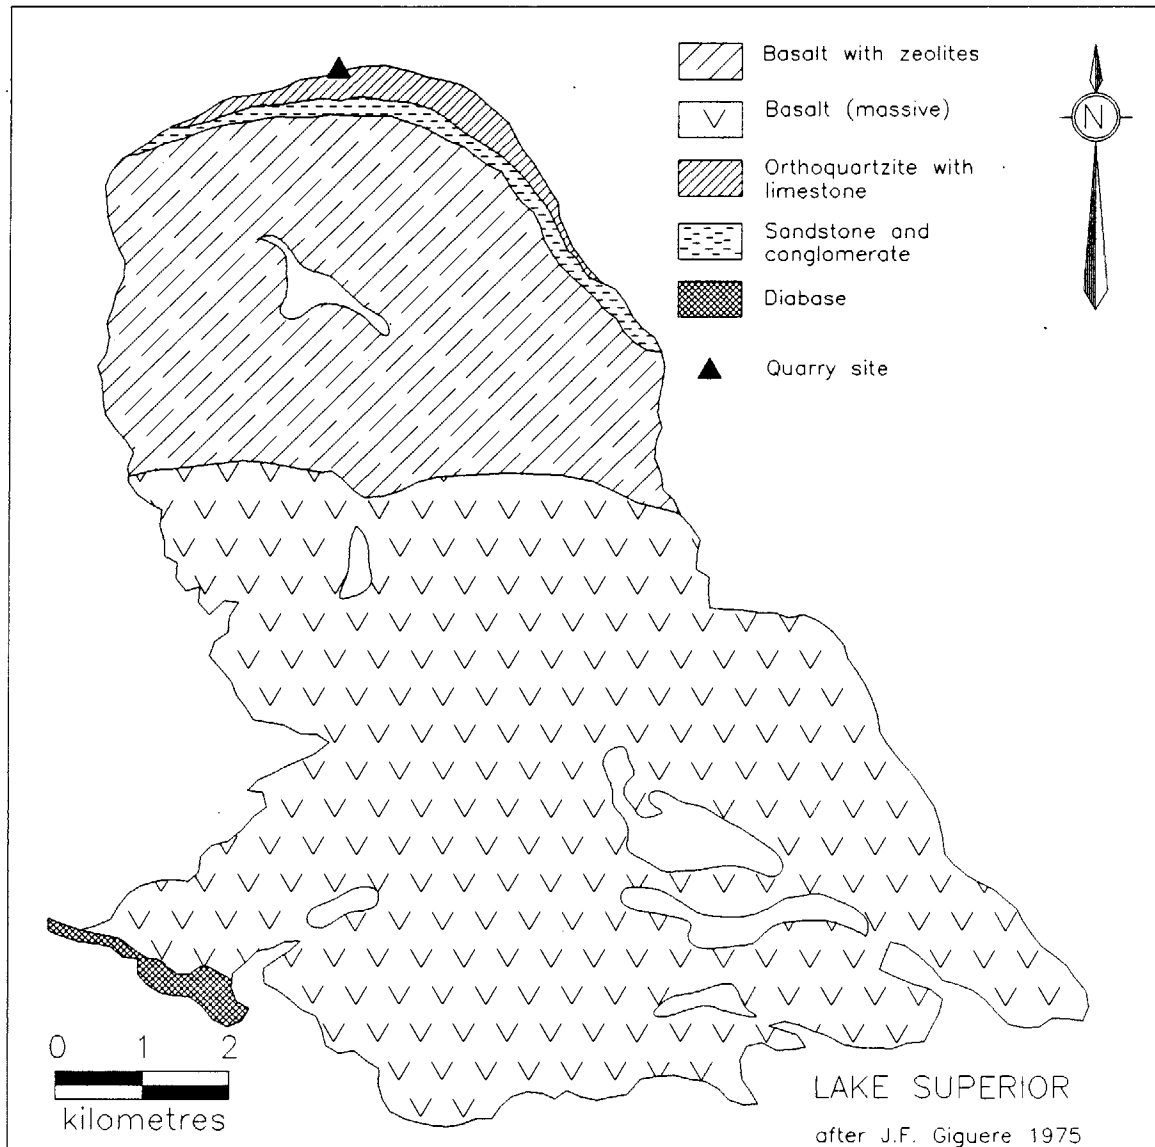 Basalt with zeolites
Basalt (massive)
N
Orthoquartzite with
limestone
Sandstone and
conglomerate
Diabase
Quarry site
0 1 2
kilometres
LAKE SUPERIOR
after J.F. Giguere 1975